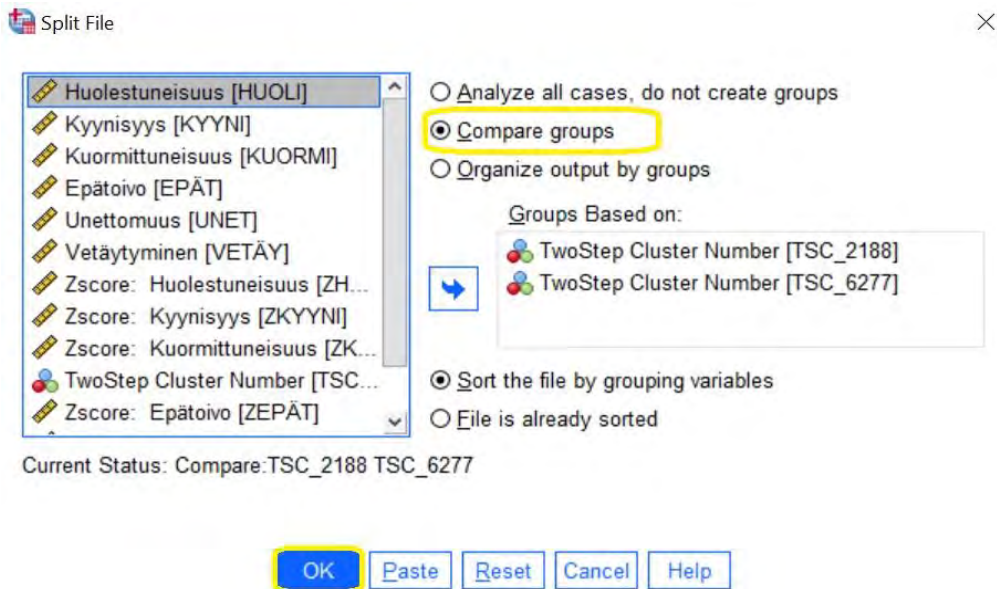 Split File
Huolestuneisuus [HUOLI]
Kyynisyys [KYYNI]
Kuormittuneisuus [KUORMI]
Epätoivo [EPÄT]
Unettomuus [UNET]
Vetäytyminen [VETÄY]
Zscore: Huolestuneisuus [ZH...
Zscore: Kyynisyys [ZKYYNI]
Zscore: Kuormittuneisuus [ZK...
TwoStep Cluster Number [TSC...
Zscore: Epätoivo [ZEPÄT]
Analyze all cases, do not create groups
Compare groups
Organize output by groups
Groups Based on:
TwoStep Cluster Number [TSC_2188]
TwoStep Cluster Number [TSC_6277]
Sort the file by grouping variables
File is already sorted
Current Status: Compare:TSC_2188 TSC_6277
OK Paste Reset Cancel Help